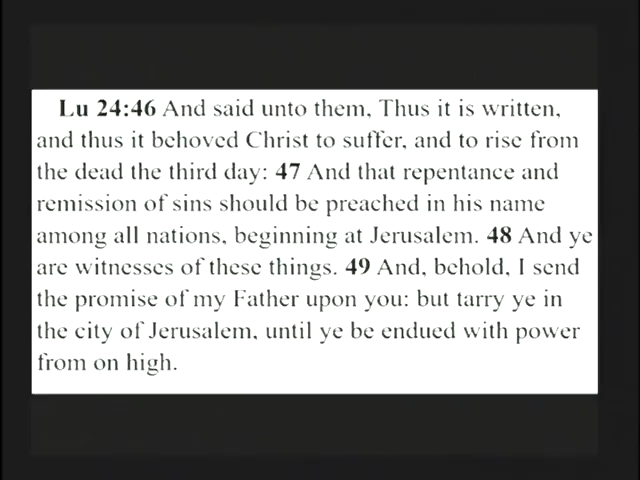 Lu 24:46 And said unto them, Thus it is written,
and thus it behoved Christ to suffer, and to rise from
the dead the third day: 47 And that repentance and
remission of sins should be preached in his name
among all nations, beginning at Jerusalem. 48 And ye
are witnesses of these things. 49 And, behold, I send
the promise of my Father upon you: but tarry ye in
the city of Jerusalem, until ye be endued with power
from on high.